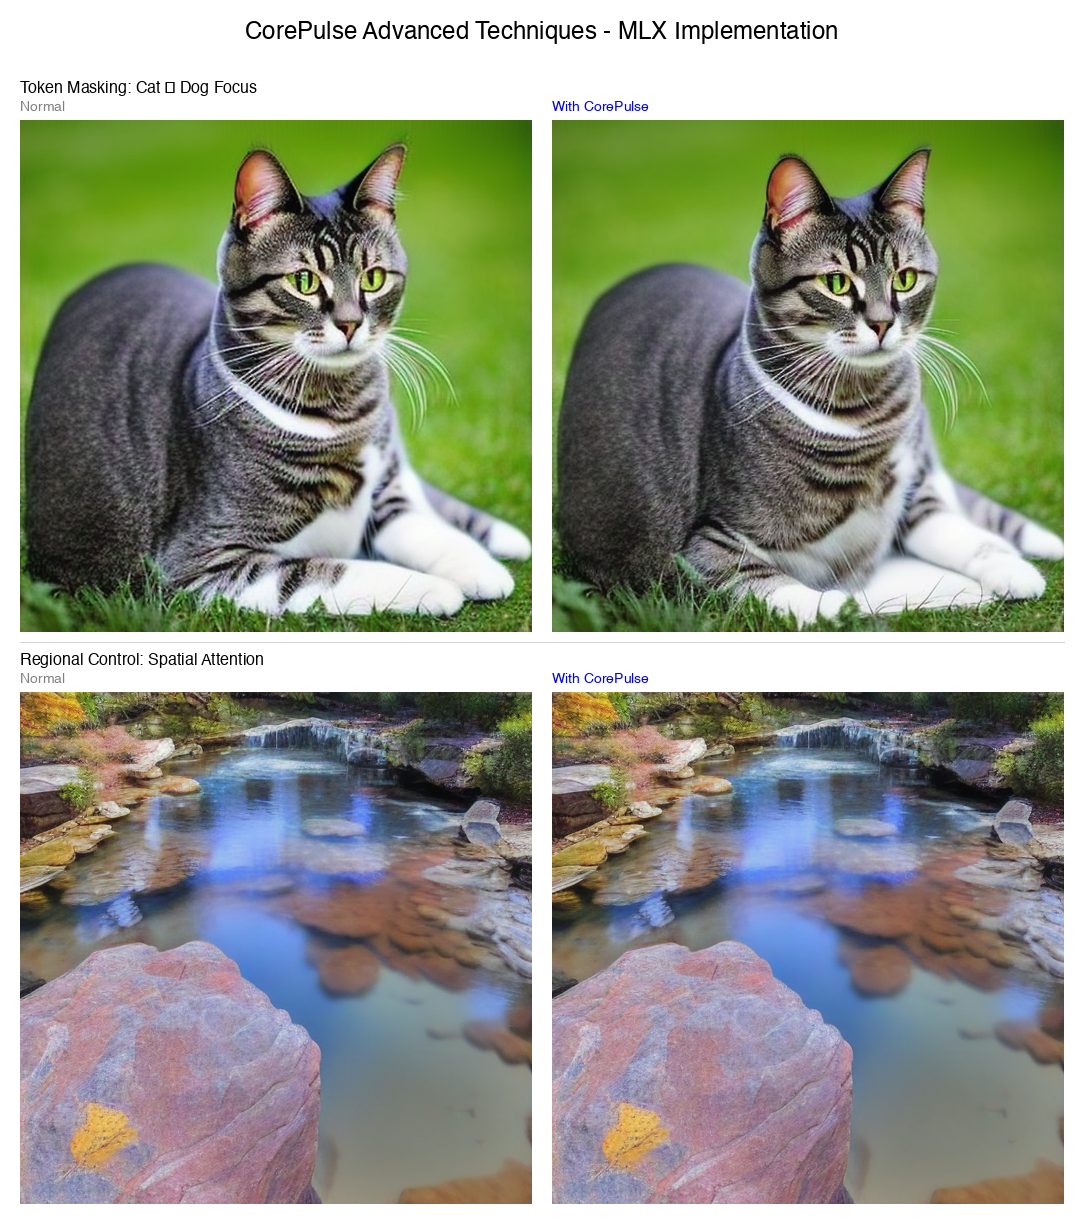 CorePulse Advanced Techniques - MLX Implementation
Token Masking: Cat □ Dog Focus
Normal
With CorePulse
Regional Control: Spatial Attention
Normal
With CorePulse